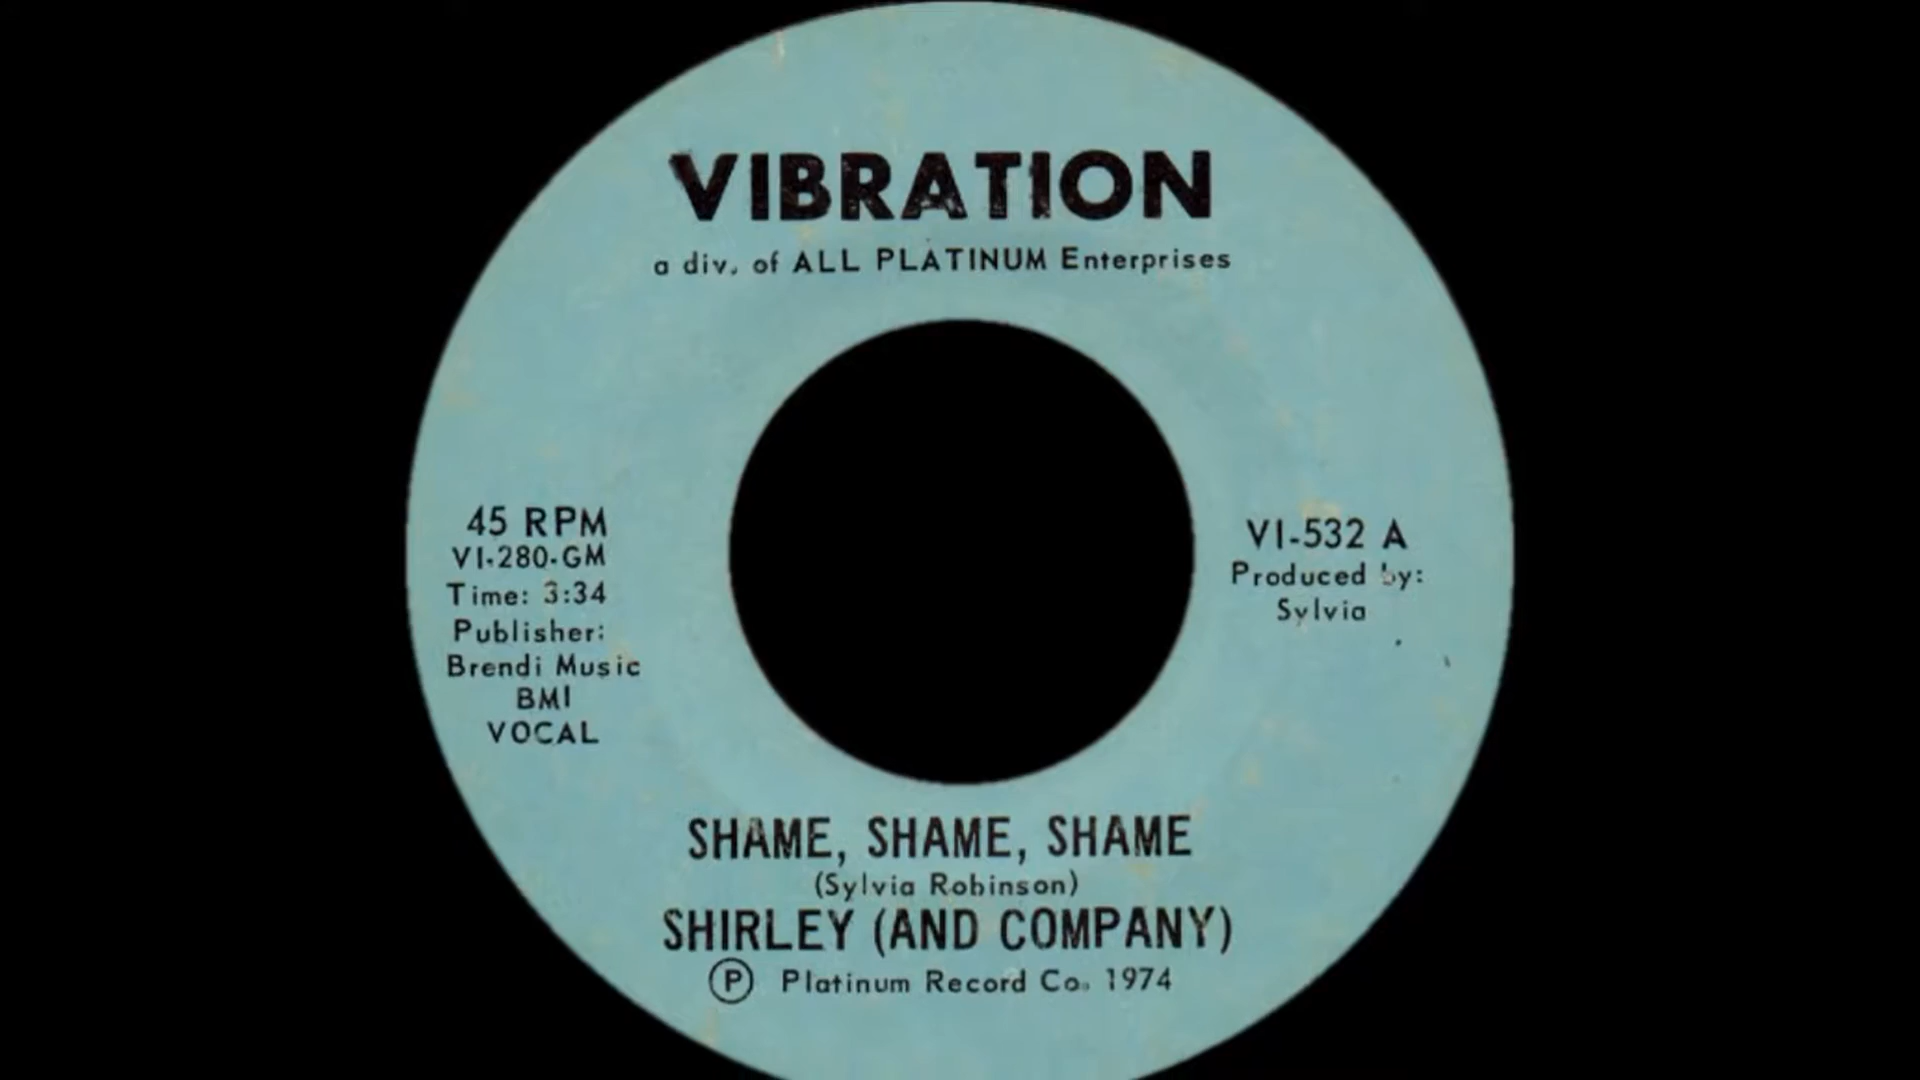 VIBRATION
a div. of ALL PLATINUM Enterprises
45 RPM
VI-280-GM
Time: 3:34
Publisher:
Brendi Music
BMI
VOCAL
VI-532 A
Produced by:
Sylvia
SHAME, SHAME, SHAME
(Sylvia Robinson)
SHIRLEY (AND COMPANY)
Ⓟ Platinum Record Co. 1974